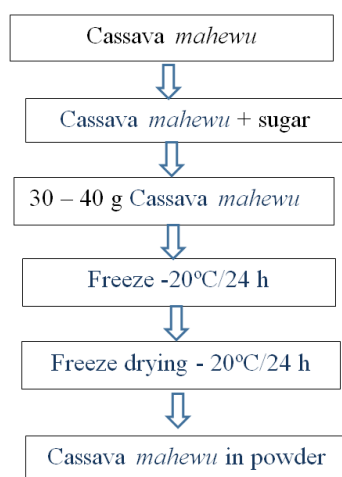 Cassava mahewu
Cassava mahewu + sugar
30 – 40 g Cassava mahewu
Freeze -20ºC/24 h
Freeze drying - 20ºC/24 h
Cassava mahewu in powder